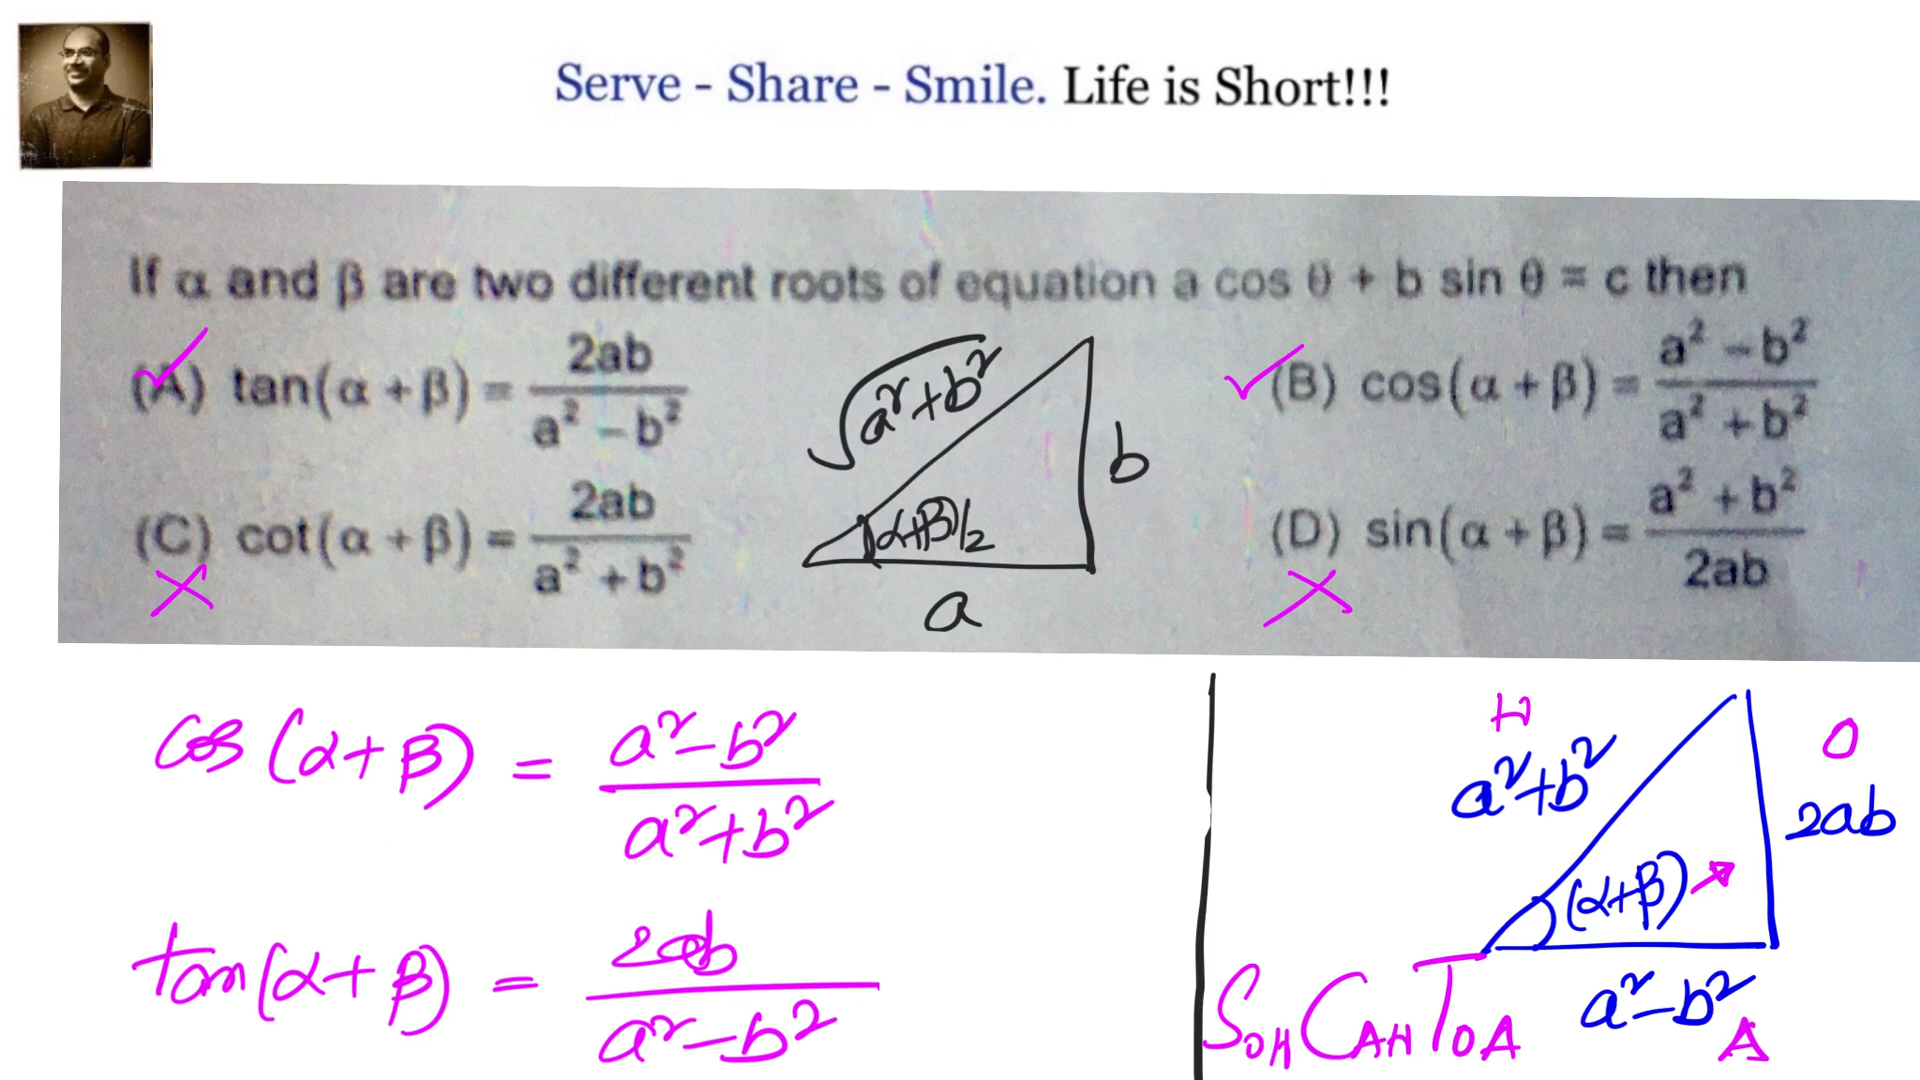 Serve - Share - Smile. Life is Short!!!
If α and β are two different roots of equation a cos θ + b sin θ = c then
(A) tan(α + β) = 2ab / a² - b²
(B) cos(α + β) = a² - b² / a² + b²
(C) cot(α + β) = 2ab / a² + b²
(D) sin(α + β) = a² + b² / 2ab
√a²+b²
b
(α+β)/2
a
cos (α+β) = a²-b² / a²+b²
tan(α+β) = 2ab / a²-b²
H
a²+b²
O
2ab
(α+β)
a²-b²
A
SOH CAH TOA